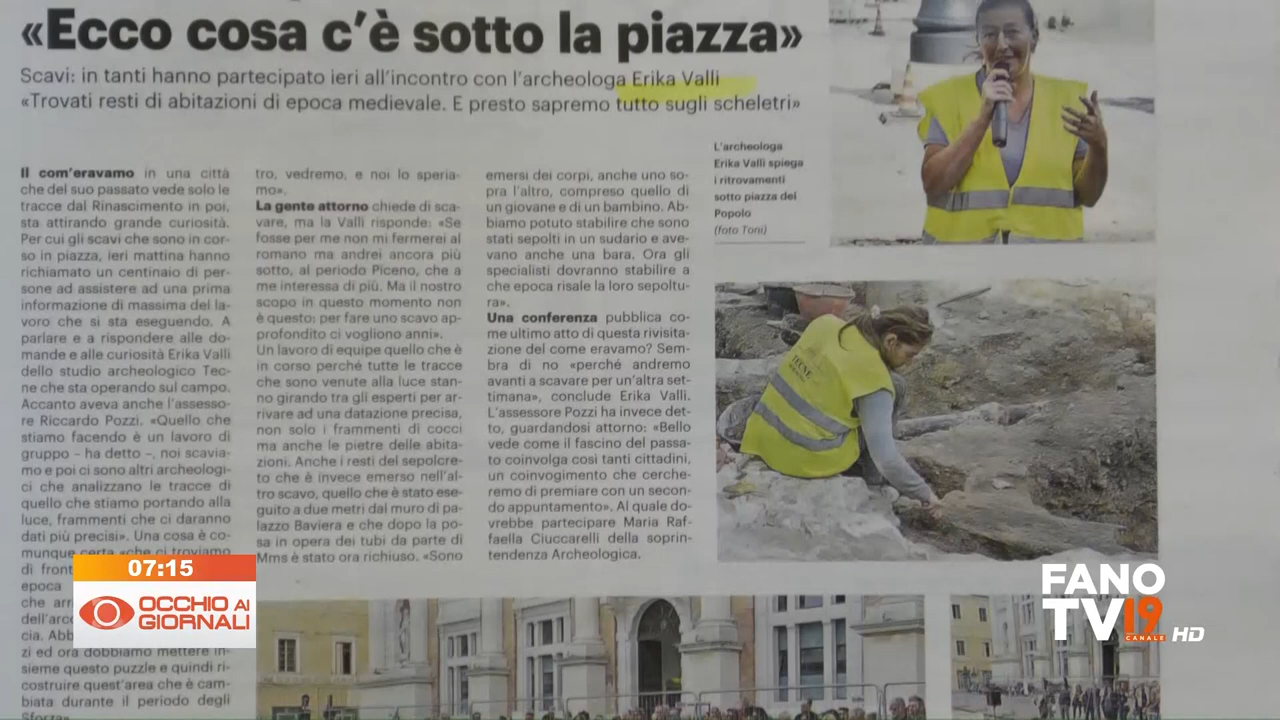 «Ecco cosa c'è sotto la piazza»
Scavi: in tanti hanno partecipato ieri all'incontro con l'archeologa Erika Valli
«Trovati resti di abitazioni di epoca medievale. E presto sapremo tutto sugli scheletri»
Il com'eravamo in una città
che del suo passato vede solo le
tracce dal Rinascimento in poi,
sta attirando grande curiosità.
Per cui gli scavi che sono in cor-
so in piazza, ieri mattina hanno
richiamato un centinaio di per-
sone ad assistere ad una prima
informazione di massima del la-
voro che si sta eseguendo. A
parlare e a rispondere alle do-
mande e alle curiosità Erika Valli
dello studio archeologico Tec-
ne che sta operando sul campo.
Accanto aveva anche l'assesso-
re Riccardo Pozzi. «Quello che
stiamo facendo è un lavoro di
gruppo – ha detto –, noi scavia-
mo e poi ci sono altri archeologi-
ci che analizzano le tracce di
quello che stiamo portando alla
luce, frammenti che ci daranno
dati più precisi». Una cosa è co-
munque certa «che ci troviamo
di front
epoca
che arr
dell'arc
cia. Abb
zi ed ora dobbiamo mettere in-
sieme questo puzzle e quindi ri-
costruire quest'area che è cam-
biata durante il periodo degli
Sforza»
tro, vedremo, e noi lo speria-
mo».
La gente attorno chiede di sca-
vare, ma la Valli risponde: «Se
fosse per me non mi fermerei al
romano ma andrei ancora più
sotto, al periodo Piceno, che a
me interessa di più. Ma il nostro
scopo in questo momento non
è questo: per fare uno scavo ap-
profondito ci vogliono anni».
Un lavoro di equipe quello che è
in corso perché tutte le tracce
che sono venute alla luce stan-
no girando tra gli esperti per ar-
rivare ad una datazione precisa,
non solo i frammenti di cocci
ma anche le pietre delle abita-
zioni. Anche i resti del sepolcre-
to che è invece emerso nell'al-
tro scavo, quello che è stato ese-
guito a due metri dal muro di pa-
lazzo Baviera e che dopo la po-
sa in opera dei tubi da parte di
Mms è stato ora richiuso. «Sono
emersi dei corpi, anche uno so-
pra l'altro, compreso quello di
un giovane e di un bambino. Ab-
biamo potuto stabilire che sono
stati sepolti in un sudario e ave-
vano anche una bara. Ora gli
specialisti dovranno stabilire a
che epoca risale la loro sepoltu-
ra».
Una conferenza pubblica co-
me ultimo atto di questa rivisita-
zione del come eravamo? Sem-
bra di no «perché andremo
avanti a scavare per un'altra set-
timana», conclude Erika Valli.
L'assessore Pozzi ha invece det-
to, guardandosi attorno: «Bello
vede come il fascino del passa-
to coinvolga così tanti cittadini,
un coinvogimento che cerche-
remo di premiare con un secon-
do appuntamento». Al quale do-
vrebbe partecipare Maria Raf-
faella Ciuccarelli della soprin-
tendenza Archeologica.
L'archeologa
Erika Valli spiega
i ritrovamenti
sotto piazza del
Popolo
(foto Toni)
TECNE
07:15
OCCHIO AI
GIORNALI
FANO
TV19
CANALE HD